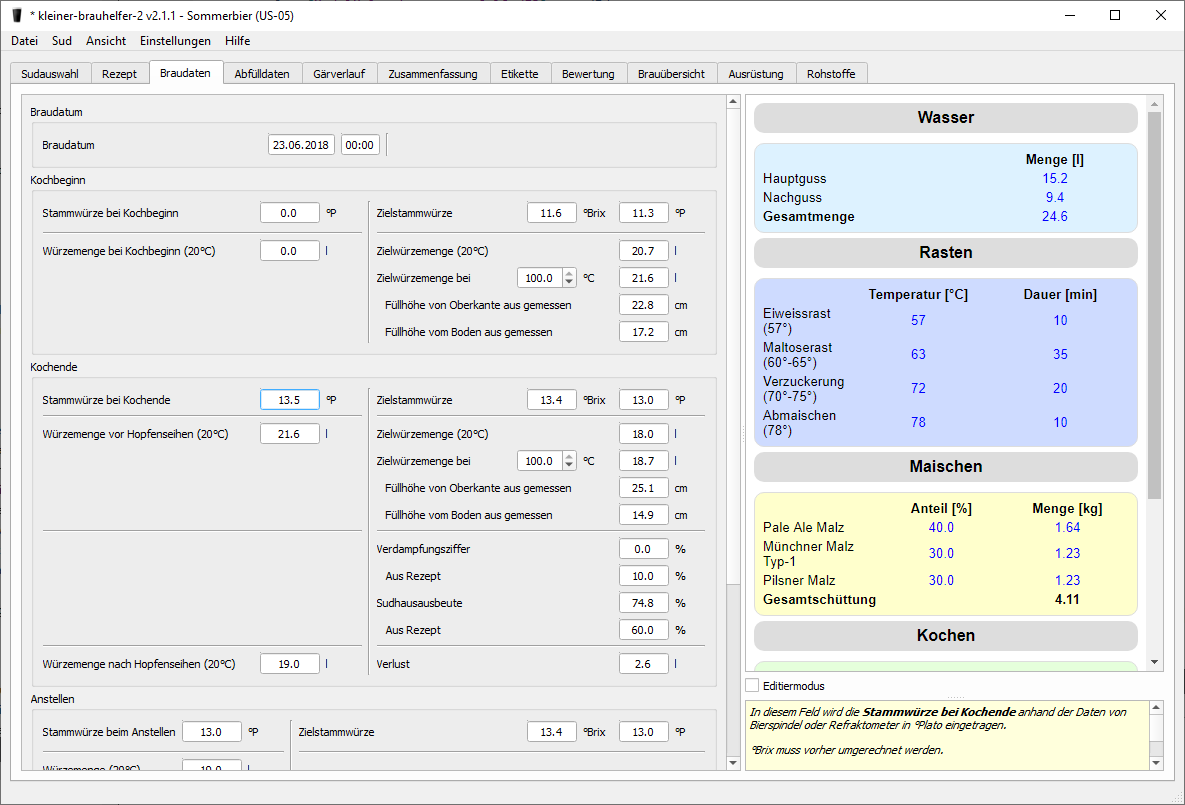 * kleiner-brauhelfer-2 v2.1.1 - Sommerbier (US-05)
Datei Sud Ansicht Einstellungen Hilfe
Sudauswahl Rezept Braudaten Abfülldaten Gärverlauf Zusammenfassung Etikette Bewertung Brauübersicht Ausrüstung Rohstoffe
Braudatum
Braudatum 23.06.2018 00:00
Kochbeginn
Stammwürze bei Kochbeginn 0.0 °P Zielstammwürze 11.6 °Brix 11.3 °P
Würzemenge bei Kochbeginn (20°C) 0.0 l Zielwürzemenge (20°C) 20.7 l
Zielwürzemenge bei 100.0 °C 21.6 l
Füllhöhe von Oberkante aus gemessen 22.8 cm
Füllhöhe vom Boden aus gemessen 17.2 cm
Kochende
Stammwürze bei Kochende 13.5 °P Zielstammwürze 13.4 °Brix 13.0 °P
Würzemenge vor Hopfenseihen (20°C) 21.6 l Zielwürzemenge (20°C) 18.0 l
Zielwürzemenge bei 100.0 °C 18.7 l
Füllhöhe von Oberkante aus gemessen 25.1 cm
Füllhöhe vom Boden aus gemessen 14.9 cm
Verdampfungsziffer 0.0 %
Aus Rezept 10.0 %
Sudhausausbeute 74.8 %
Aus Rezept 60.0 %
Würzemenge nach Hopfenseihen (20°C) 19.0 l Verlust 2.6 l
Anstellen
Stammwürze beim Anstellen 13.0 °P Zielstammwürze 13.4 °Brix 13.0 °P
Würzemenge (20°C) 19.0 l
Wasser
Menge [l]
Hauptguss 15.2
Nachguss 9.4
Gesamtmenge 24.6
Rasten
Temperatur [°C] Dauer [min]
Eiweissrast
(57°) 57 10
Maltoserast
(60°-65°) 63 35
Verzuckerung
(70°-75°) 72 20
Abmaischen
(78°) 78 10
Maischen
Anteil [%] Menge [kg]
Pale Ale Malz 40.0 1.64
Münchner Malz
Typ-1 30.0 1.23
Pilsner Malz 30.0 1.23
Gesamtschüttung 4.11
Kochen
Editiermodus
In diesem Feld wird die Stammwürze bei Kochende anhand der Daten von
Bierspindel oder Refraktometer in °Plato eingetragen.
°Brix muss vorher umgerechnet werden.